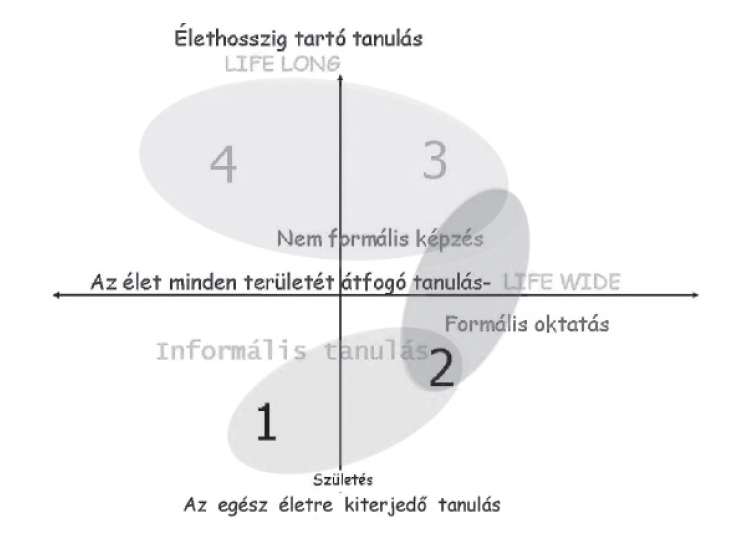 Élethosszig tartó tanulás
LIFE LONG
4
3
Nem formális képzés
Az élet minden területét átfogó tanulás- LIFE WIDE
Formális oktatás
Informális tanulás
2
1
Születés
Az egész életre kiterjedő tanulás